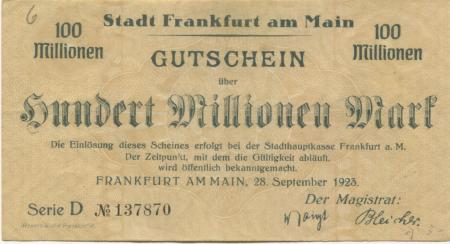 6
Stadt Frankfurt am Main
100 Millionen
100 Millionen
GUTSCHEIN
über
Hundert Millionen Mark
Die Einlösung dieses Scheines erfolgt bei der Stadthauptkasse Frankfurt a. M.
Der Zeitpunkt, mit dem die Gültigkeit abläuft,
wird öffentlich bekanntgemacht.
FRANKFURT AM MAIN, 28. September 1923.
Der Magistrat:
Serie D № 137870
Voigt Bleicher